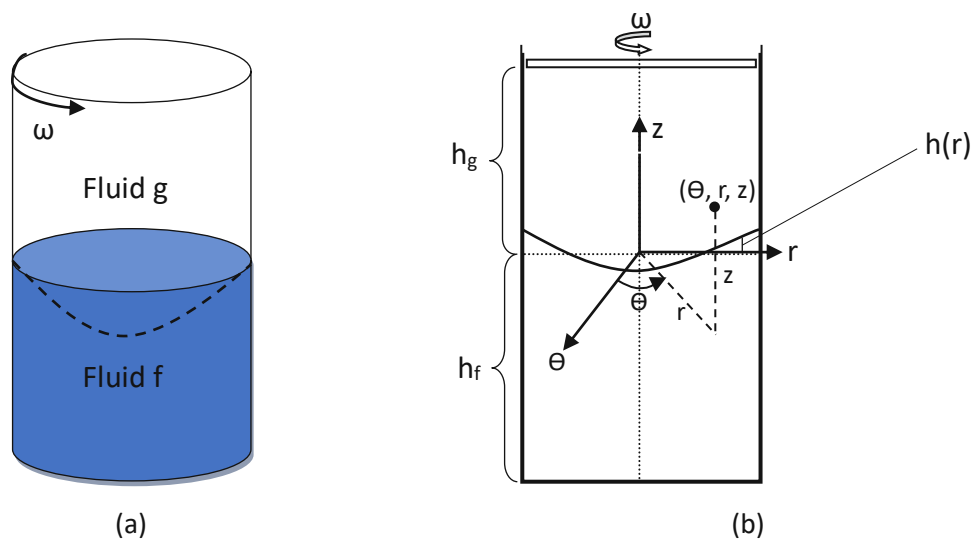 ω
Fluid g
Fluid f
(a)
ω
z
h(r)
hg
(Ɵ, r, z)
r
z
Ɵ
r
hf
Ɵ
(b)